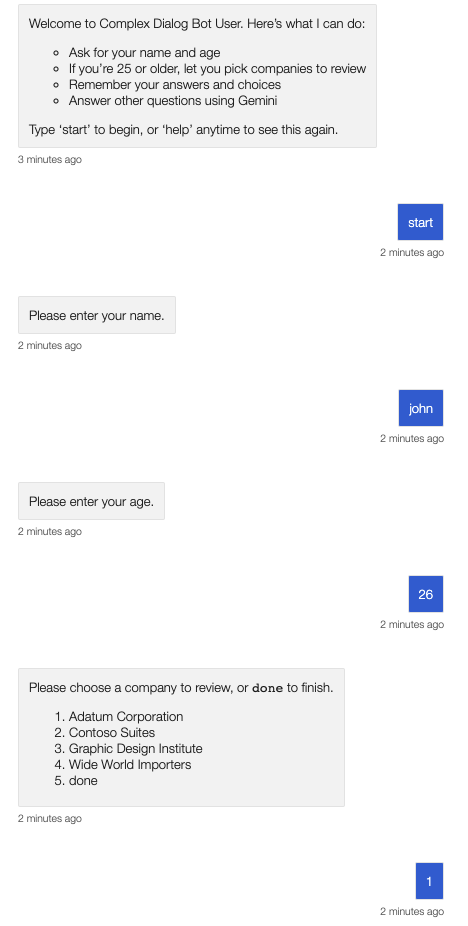 Welcome to Complex Dialog Bot User. Here’s what I can do:
Ask for your name and age
If you’re 25 or older, let you pick companies to review
Remember your answers and choices
Answer other questions using Gemini
Type ‘start’ to begin, or ‘help’ anytime to see this again.
3 minutes ago
start
2 minutes ago
Please enter your name.
2 minutes ago
john
2 minutes ago
Please enter your age.
2 minutes ago
26
2 minutes ago
Please choose a company to review, or done to finish.
1. Adatum Corporation
2. Contoso Suites
3. Graphic Design Institute
4. Wide World Importers
5. done
2 minutes ago
1
2 minutes ago